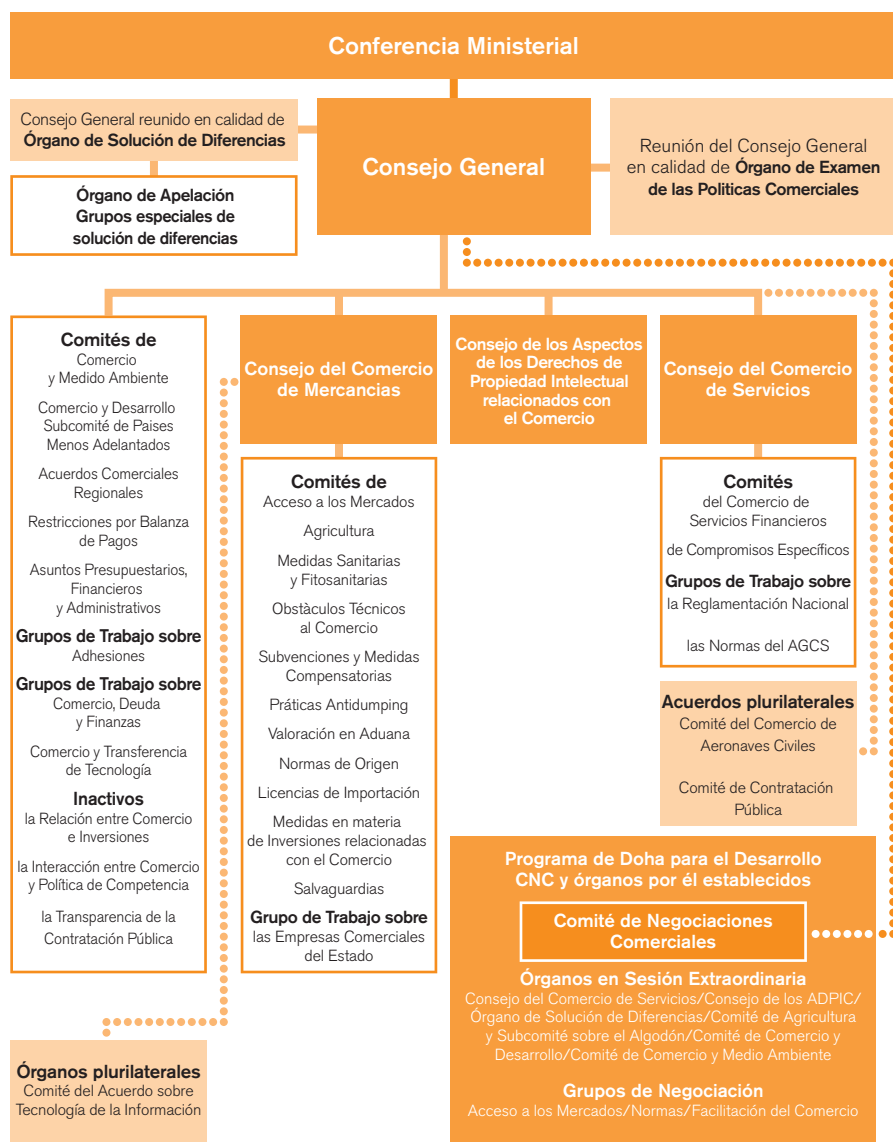 Conferencia Ministerial
Consejo General reunido en calidad de
Órgano de Solución de Diferencias
Órgano de Apelación
Grupos especiales de
solución de diferencias
Consejo General
Reunión del Consejo General
en calidad de Órgano de Examen
de las Politicas Comerciales
Comités de
Comercio
y Medido Ambiente
Comercio y Desarrollo
Subcomité de Paises
Menos Adelantados
Acuerdos Comerciales
Regionales
Restricciones por Balanza
de Pagos
Asuntos Presupuestarios,
Financieros
y Administrativos
Grupos de Trabajo sobre
Adhesiones
Grupos de Trabajo sobre
Comercio, Deuda
y Finanzas
Comercio y Transferencia
de Tecnología
Inactivos
la Relación entre Comercio
e Inversiones
la Interacción entre Comercio
y Política de Competencia
la Transparencia de la
Contratación Pública
Consejo del Comercio
de Mercancias
Comités de
Acceso a los Mercados
Agricultura
Medidas Sanitarias
y Fitosanitarias
Obstàculos Técnicos
al Comercio
Subvenciones y Medidas
Compensatorias
Práticas Antidumping
Valoración en Aduana
Normas de Origen
Licencias de Importación
Medidas en materia
de Inversiones relacionadas
con el Comercio
Salvaguardias
Grupo de Trabajo sobre
las Empresas Comerciales
del Estado
Consejo de los Aspectos
de los Derechos de
Propiedad Intelectual
relacionados con
el Comercio
Consejo del Comercio
de Servicios
Comités
del Comercio de
Servicios Financieros
de Compromisos Específicos
Grupos de Trabajo sobre
la Reglamentación Nacional
las Normas del AGCS
Acuerdos plurilaterales
Comité del Comercio de
Aeronaves Civiles
Comité de Contratación
Pública
Órganos plurilaterales
Comité del Acuerdo sobre
Tecnología de la Información
Programa de Doha para el Desarrollo
CNC y órganos por él establecidos
Comité de Negociaciones
Comerciales
Órganos en Sesión Extraordinaria
Consejo del Comercio de Servicios/Consejo de los ADPIC/
Órgano de Solución de Diferencias/Comité de Agricultura
y Subcomité sobre el Algodón/Comité de Comercio y
Desarrollo/Comité de Comercio y Medio Ambiente
Grupos de Negociación
Acceso a los Mercados/Normas/Facilitación del Comercio